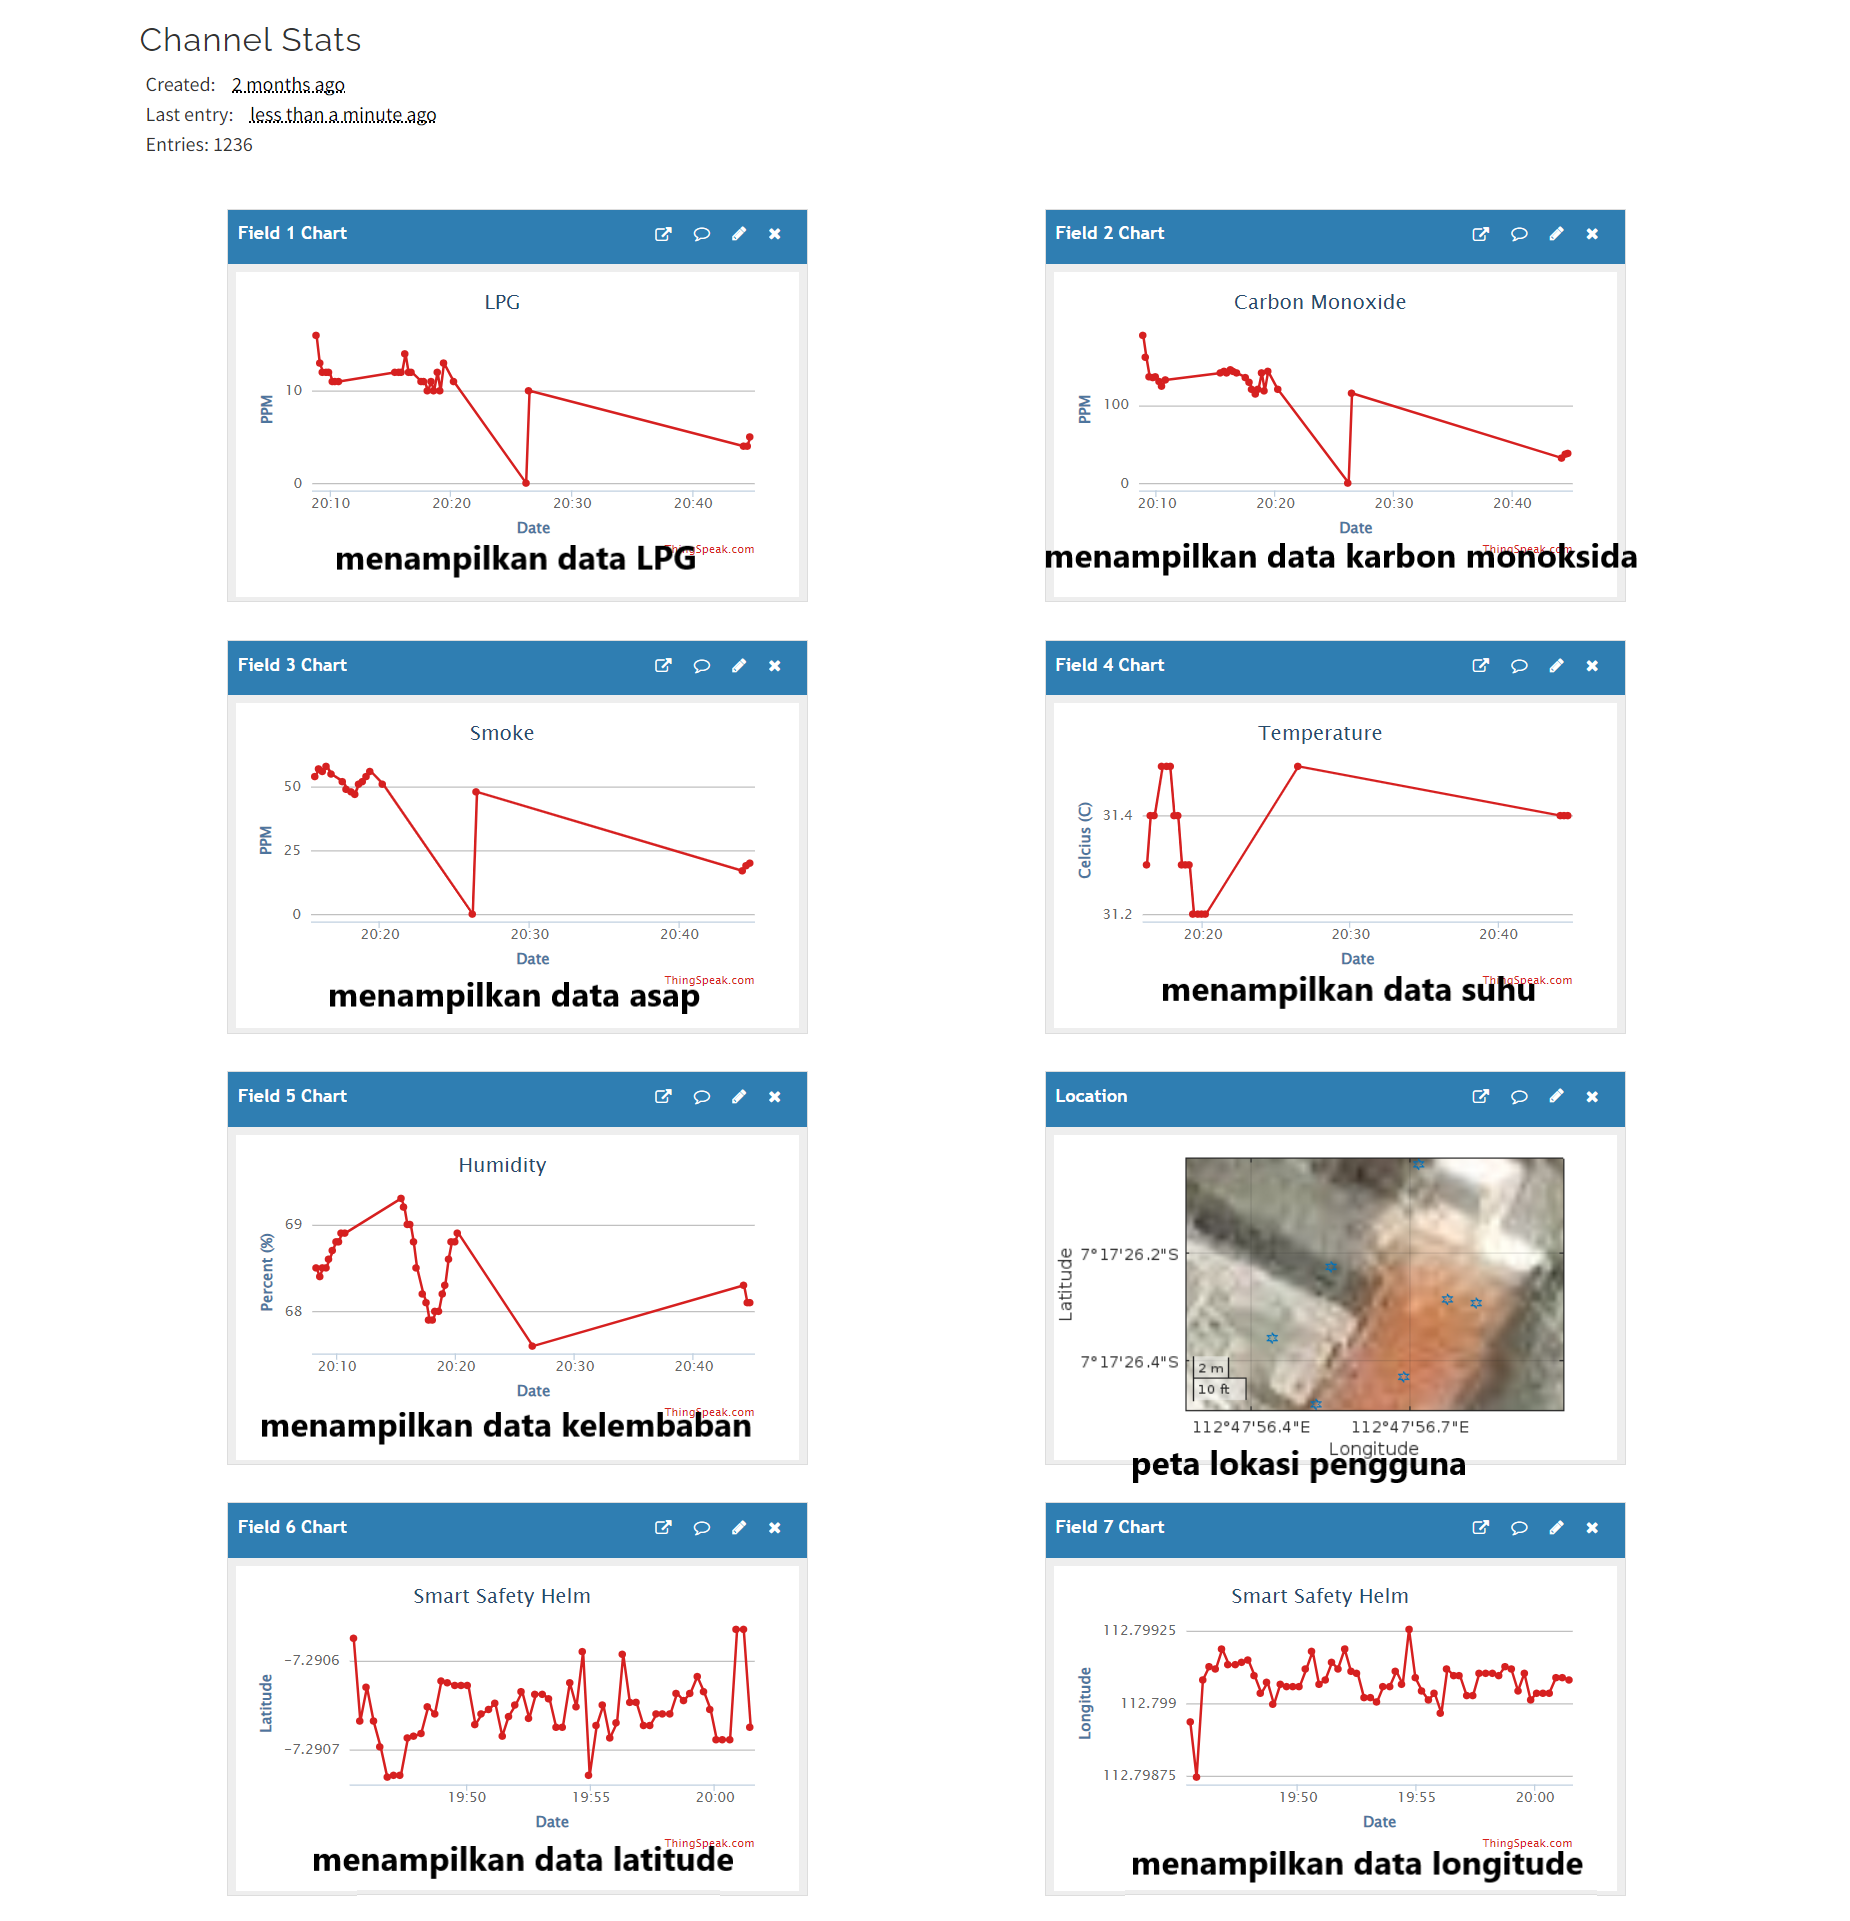 Channel Stats
Created: 2 months ago
Last entry: less than a minute ago
Entries: 1236
Field 1 Chart
LPG
PPM
10
0
20:10 20:20 20:30 20:40
Date
ThingSpeak.com
menampilkan data LPG
Field 2 Chart
Carbon Monoxide
PPM
100
0
20:10 20:20 20:30 20:40
Date
ThingSpeak.com
menampilkan data karbon monoksida
Field 3 Chart
Smoke
PPM
50
25
0
20:20 20:30 20:40
Date
ThingSpeak.com
menampilkan data asap
Field 4 Chart
Temperature
Celcius (C)
31.4
31.2
20:20 20:30 20:40
Date
ThingSpeak.com
menampilkan data suhu
Field 5 Chart
Humidity
Percent (%)
69
68
20:10 20:20 20:30 20:40
Date
ThingSpeak.com
menampilkan data kelembaban
Location
Latitude
7°17'26.2"S
7°17'26.4"S
2 m
10 ft
112°47'56.4"E 112°47'56.7"E
Longitude
peta lokasi pengguna
Field 6 Chart
Smart Safety Helm
Latitude
-7.2906
-7.2907
19:50 19:55 20:00
Date
ThingSpeak.com
menampilkan data latitude
Field 7 Chart
Smart Safety Helm
Longitude
112.79925
112.799
112.79875
19:50 19:55 20:00
Date
ThingSpeak.com
menampilkan data longitude